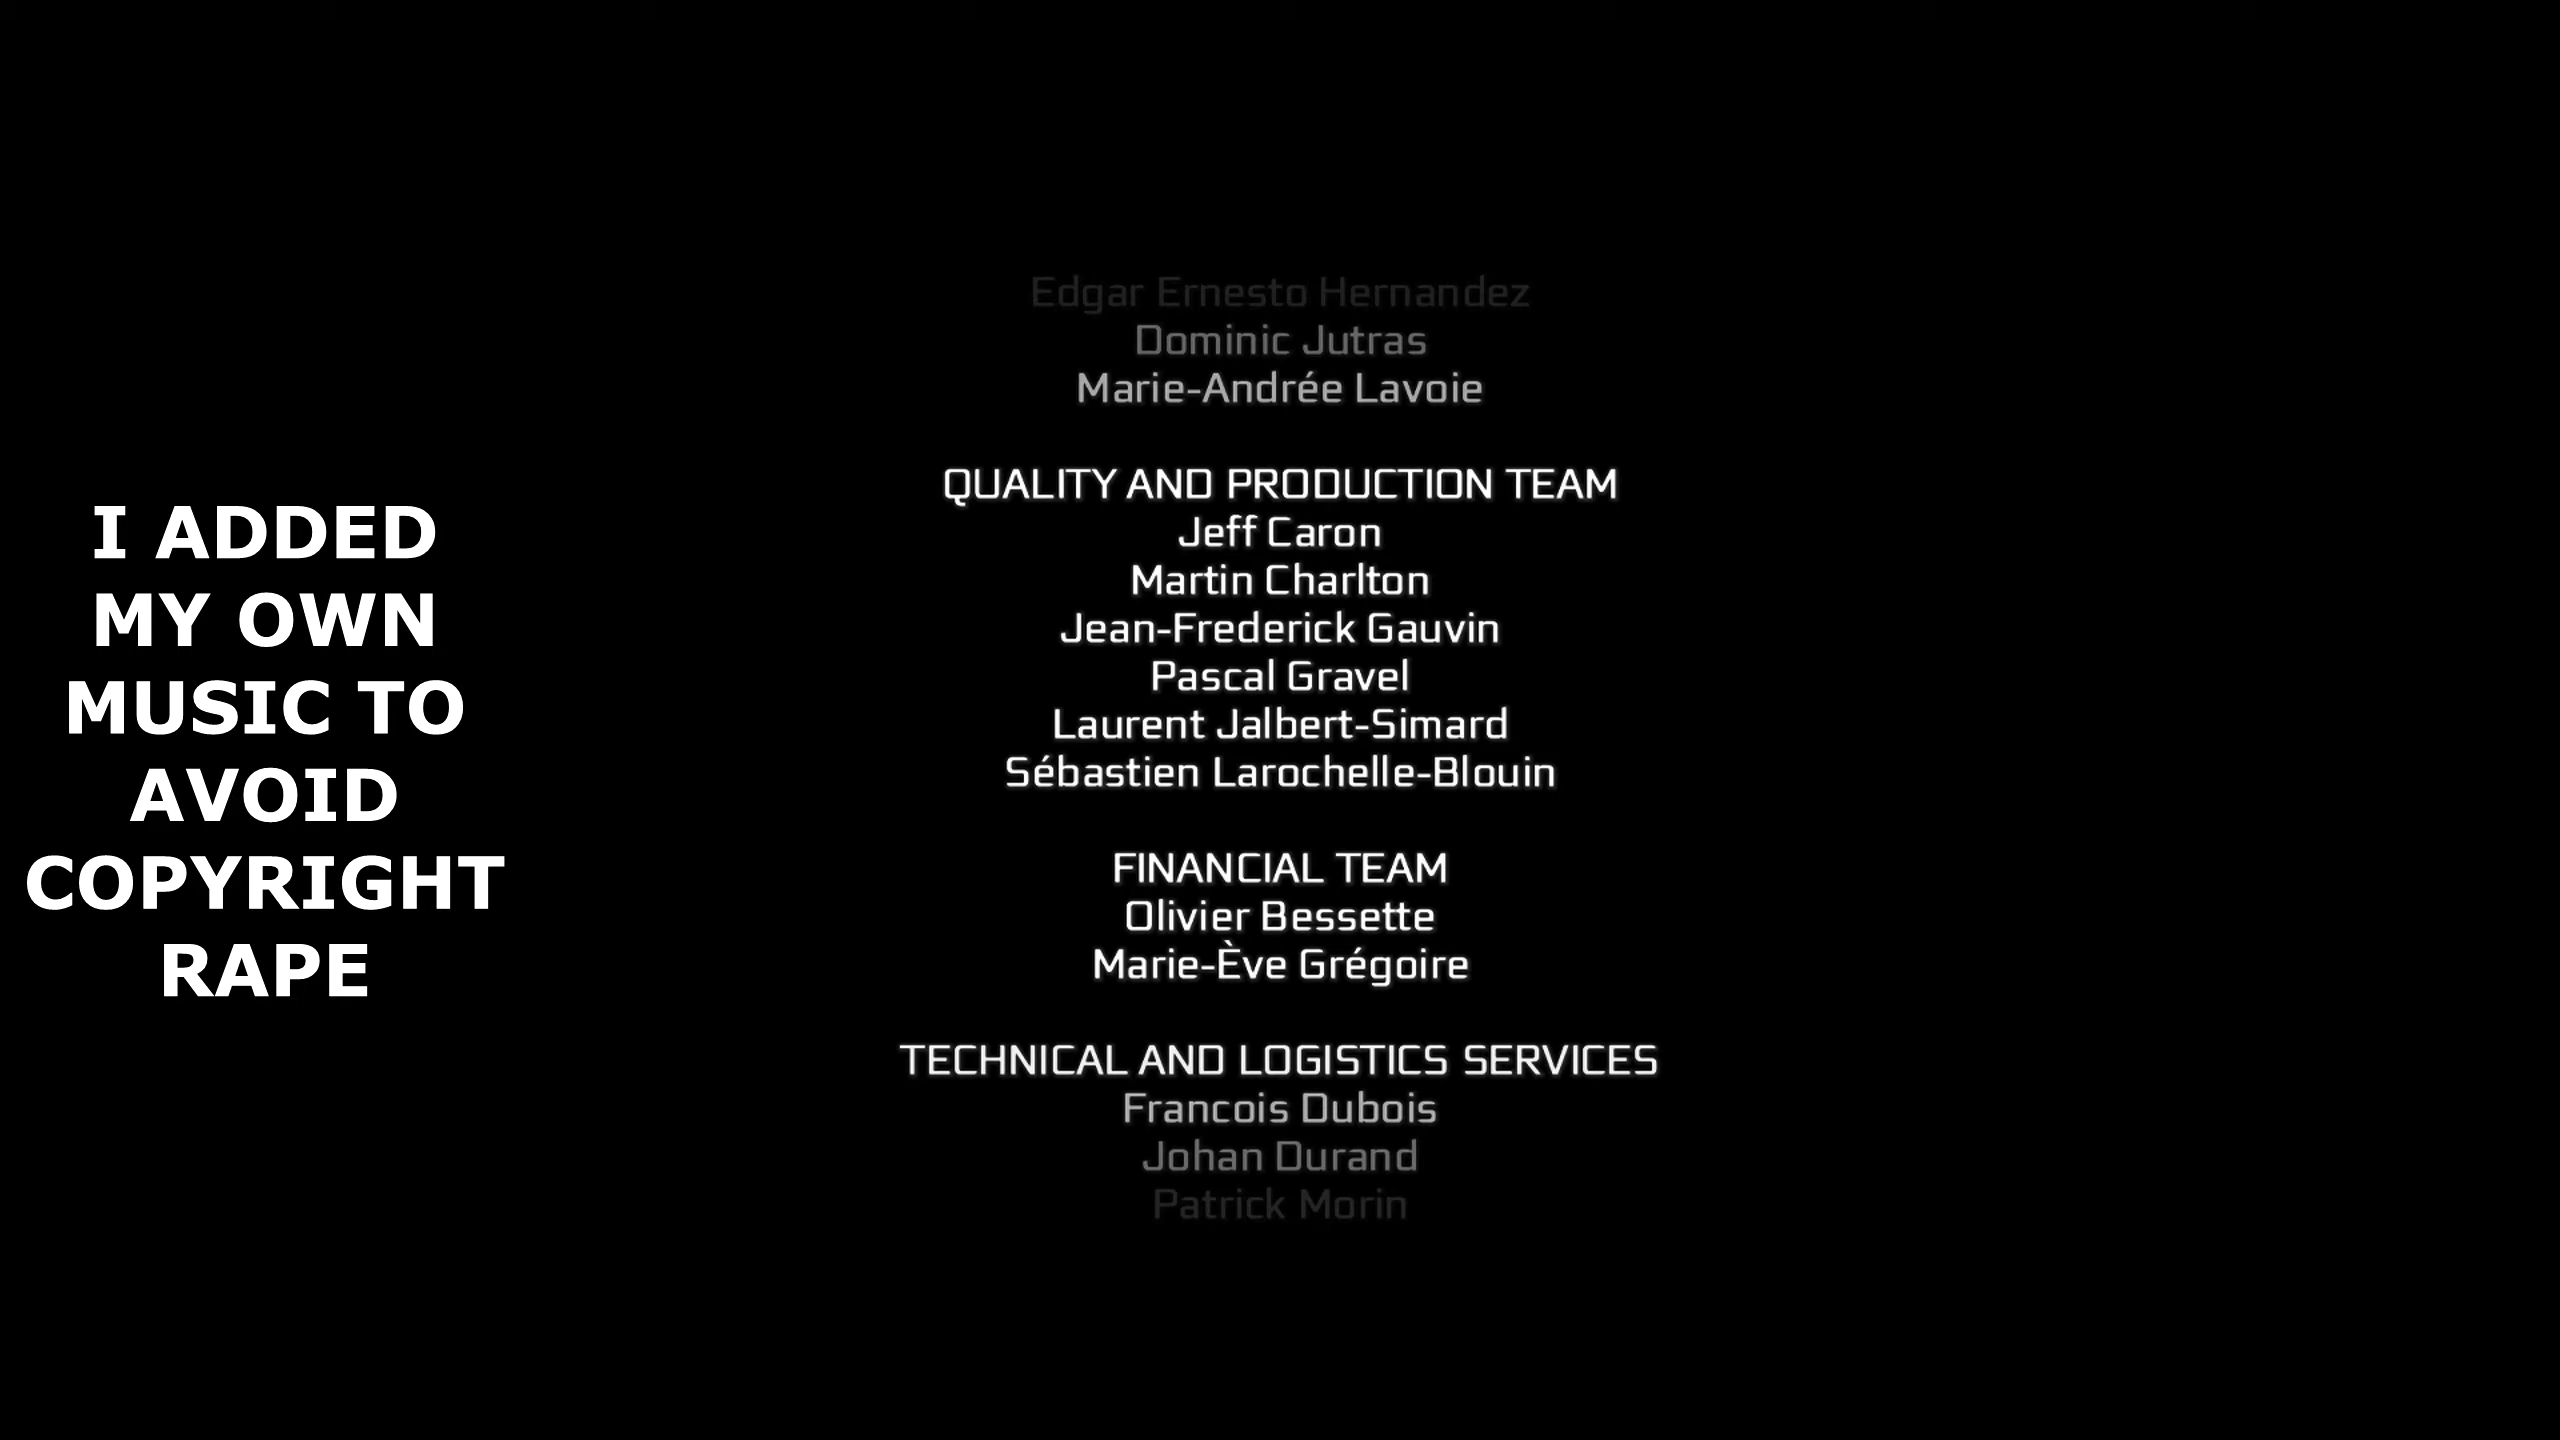 I ADDED
MY OWN
MUSIC TO
AVOID
COPYRIGHT
RAPE
Edgar Ernesto Hernandez
Dominic Jutras
Marie-Andrée Lavoie
QUALITY AND PRODUCTION TEAM
Jeff Caron
Martin Charlton
Jean-Frederick Gauvin
Pascal Gravel
Laurent Jalbert-Simard
Sébastien Larochelle-Blouin
FINANCIAL TEAM
Olivier Bessette
Marie-Ève Grégoire
TECHNICAL AND LOGISTICS SERVICES
Francois Dubois
Johan Durand
Patrick Morin